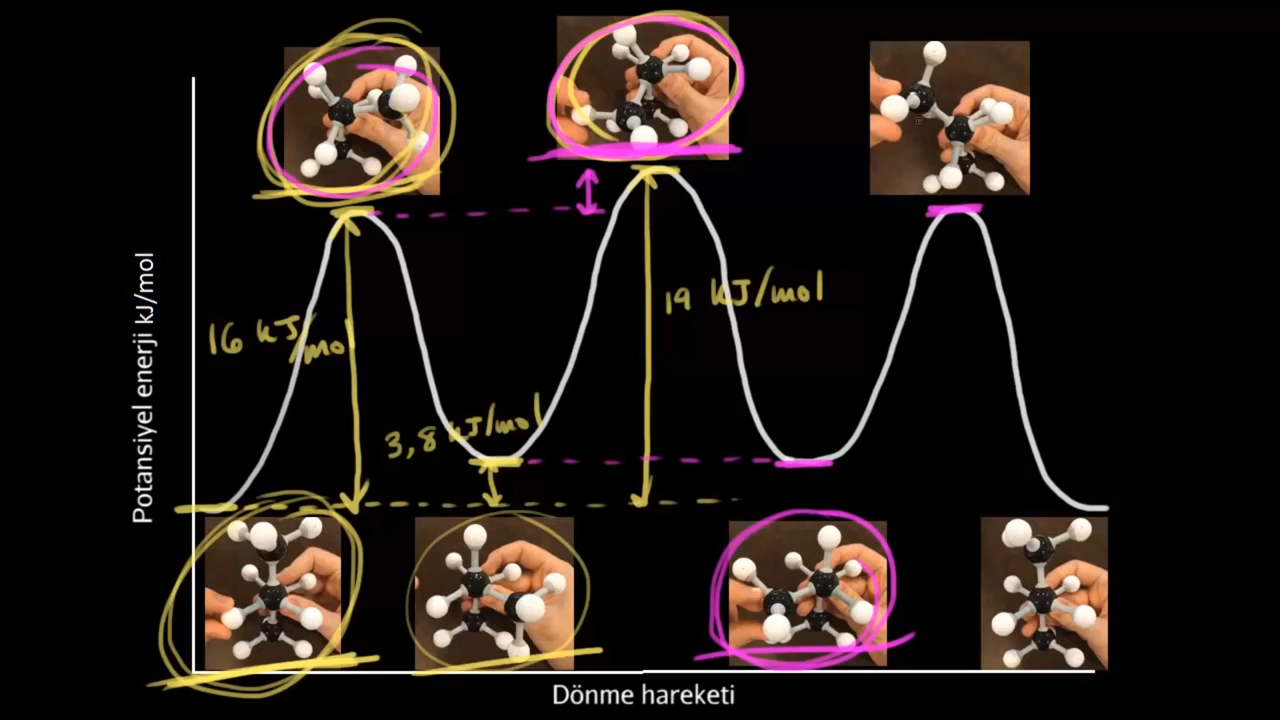 Potansiyel enerji kJ/mol
16 kJ/mol
3,8 kJ/mol
19 kJ/mol
Dönme hareketi